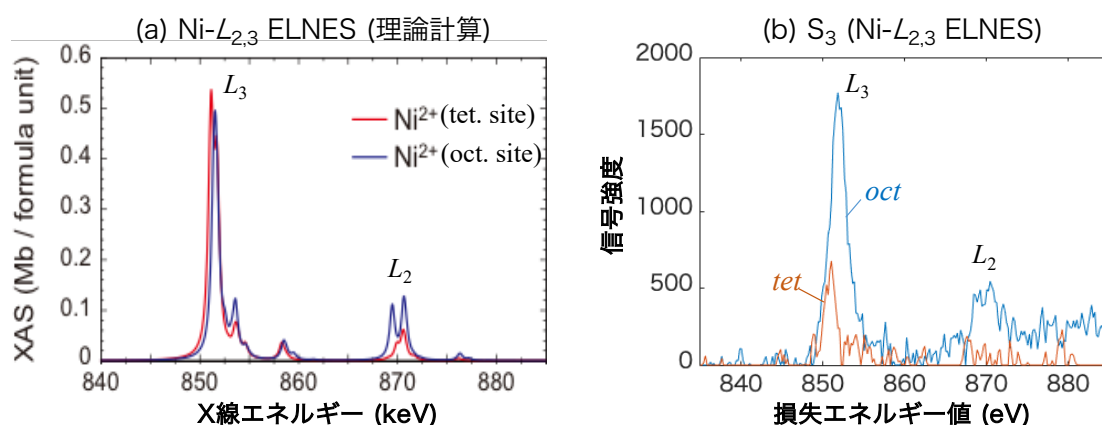 (a) Ni-L2,3 ELNES (理論計算)
XAS (Mb / formula unit)
0.6
0.5
0.4
0.3
0.2
0.1
0
L3
Ni2+(tet. site)
Ni2+(oct. site)
L2
840 850 860 870 880
X線エネルギー (keV)
(b) S3 (Ni-L2,3 ELNES)
信号強度
2000
1500
1000
500
0
L3
oct
L2
tet
840 850 860 870 880
損失エネルギー値 (eV)